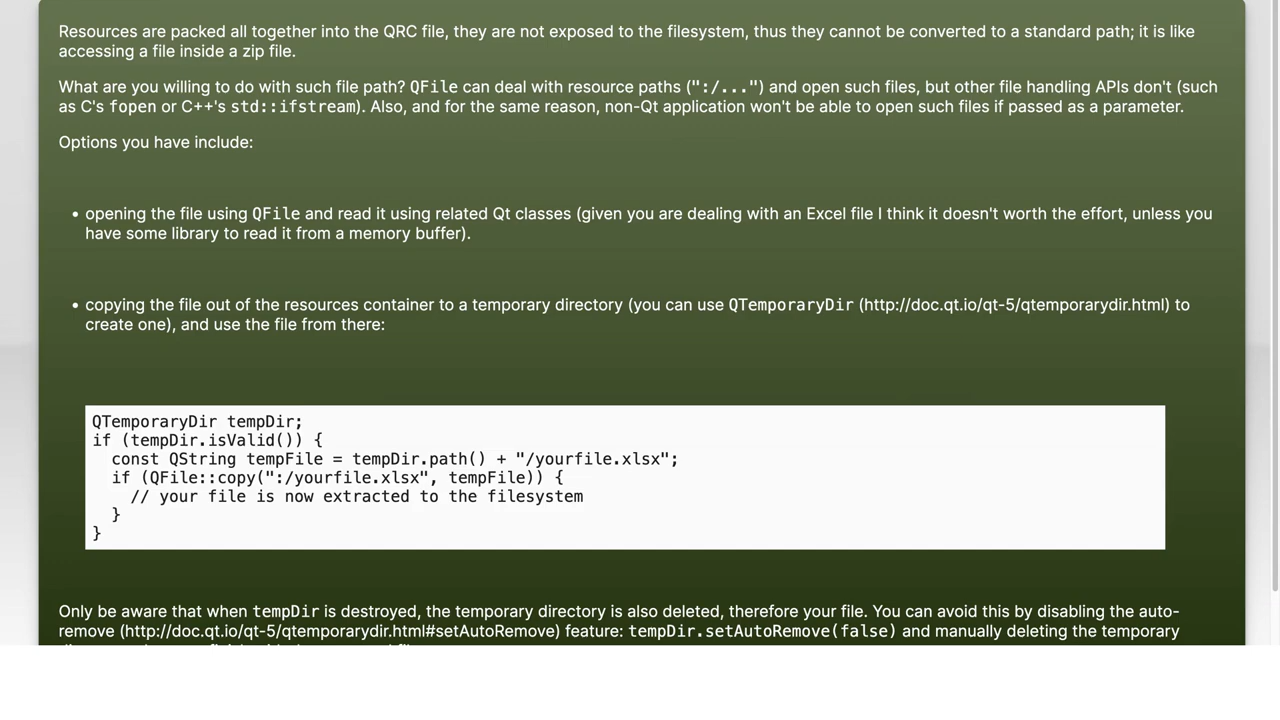 Resources are packed all together into the QRC file, they are not exposed to the filesystem, thus they cannot be converted to a standard path; it is like
accessing a file inside a zip file.
What are you willing to do with such file path? QFile can deal with resource paths (":/...") and open such files, but other file handling APIs don't (such
as C's fopen or C++'s std::ifstream). Also, and for the same reason, non-Qt application won't be able to open such files if passed as a parameter.
Options you have include:
• opening the file using QFile and read it using related Qt classes (given you are dealing with an Excel file I think it doesn't worth the effort, unless you
have some library to read it from a memory buffer).
• copying the file out of the resources container to a temporary directory (you can use QTemporaryDir (http://doc.qt.io/qt-5/qtemporarydir.html) to
create one), and use the file from there:
QTemporaryDir tempDir;
if (tempDir.isValid()) {
  const QString tempFile = tempDir.path() + "/yourfile.xlsx";
  if (QFile::copy(":/yourfile.xlsx", tempFile)) {
    // your file is now extracted to the filesystem
  }
}
Only be aware that when tempDir is destroyed, the temporary directory is also deleted, therefore your file. You can avoid this by disabling the auto-
remove (http://doc.qt.io/qt-5/qtemporarydir.html#setAutoRemove) feature: tempDir.setAutoRemove(false) and manually deleting the temporary